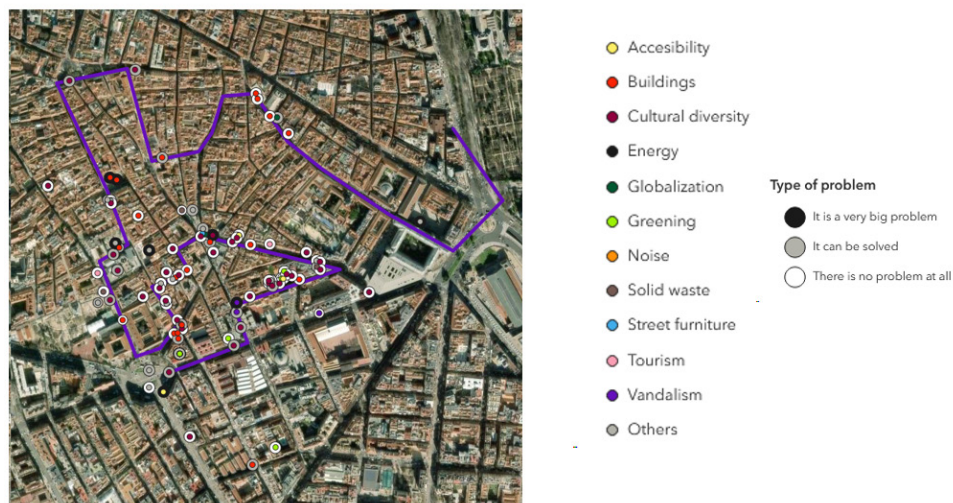 Accesibility
Buildings
Cultural diversity
Energy
Globalization
Greening
Noise
Solid waste
Street furniture
Tourism
Vandalism
Others
Type of problem
It is a very big problem
It can be solved
There is no problem at all